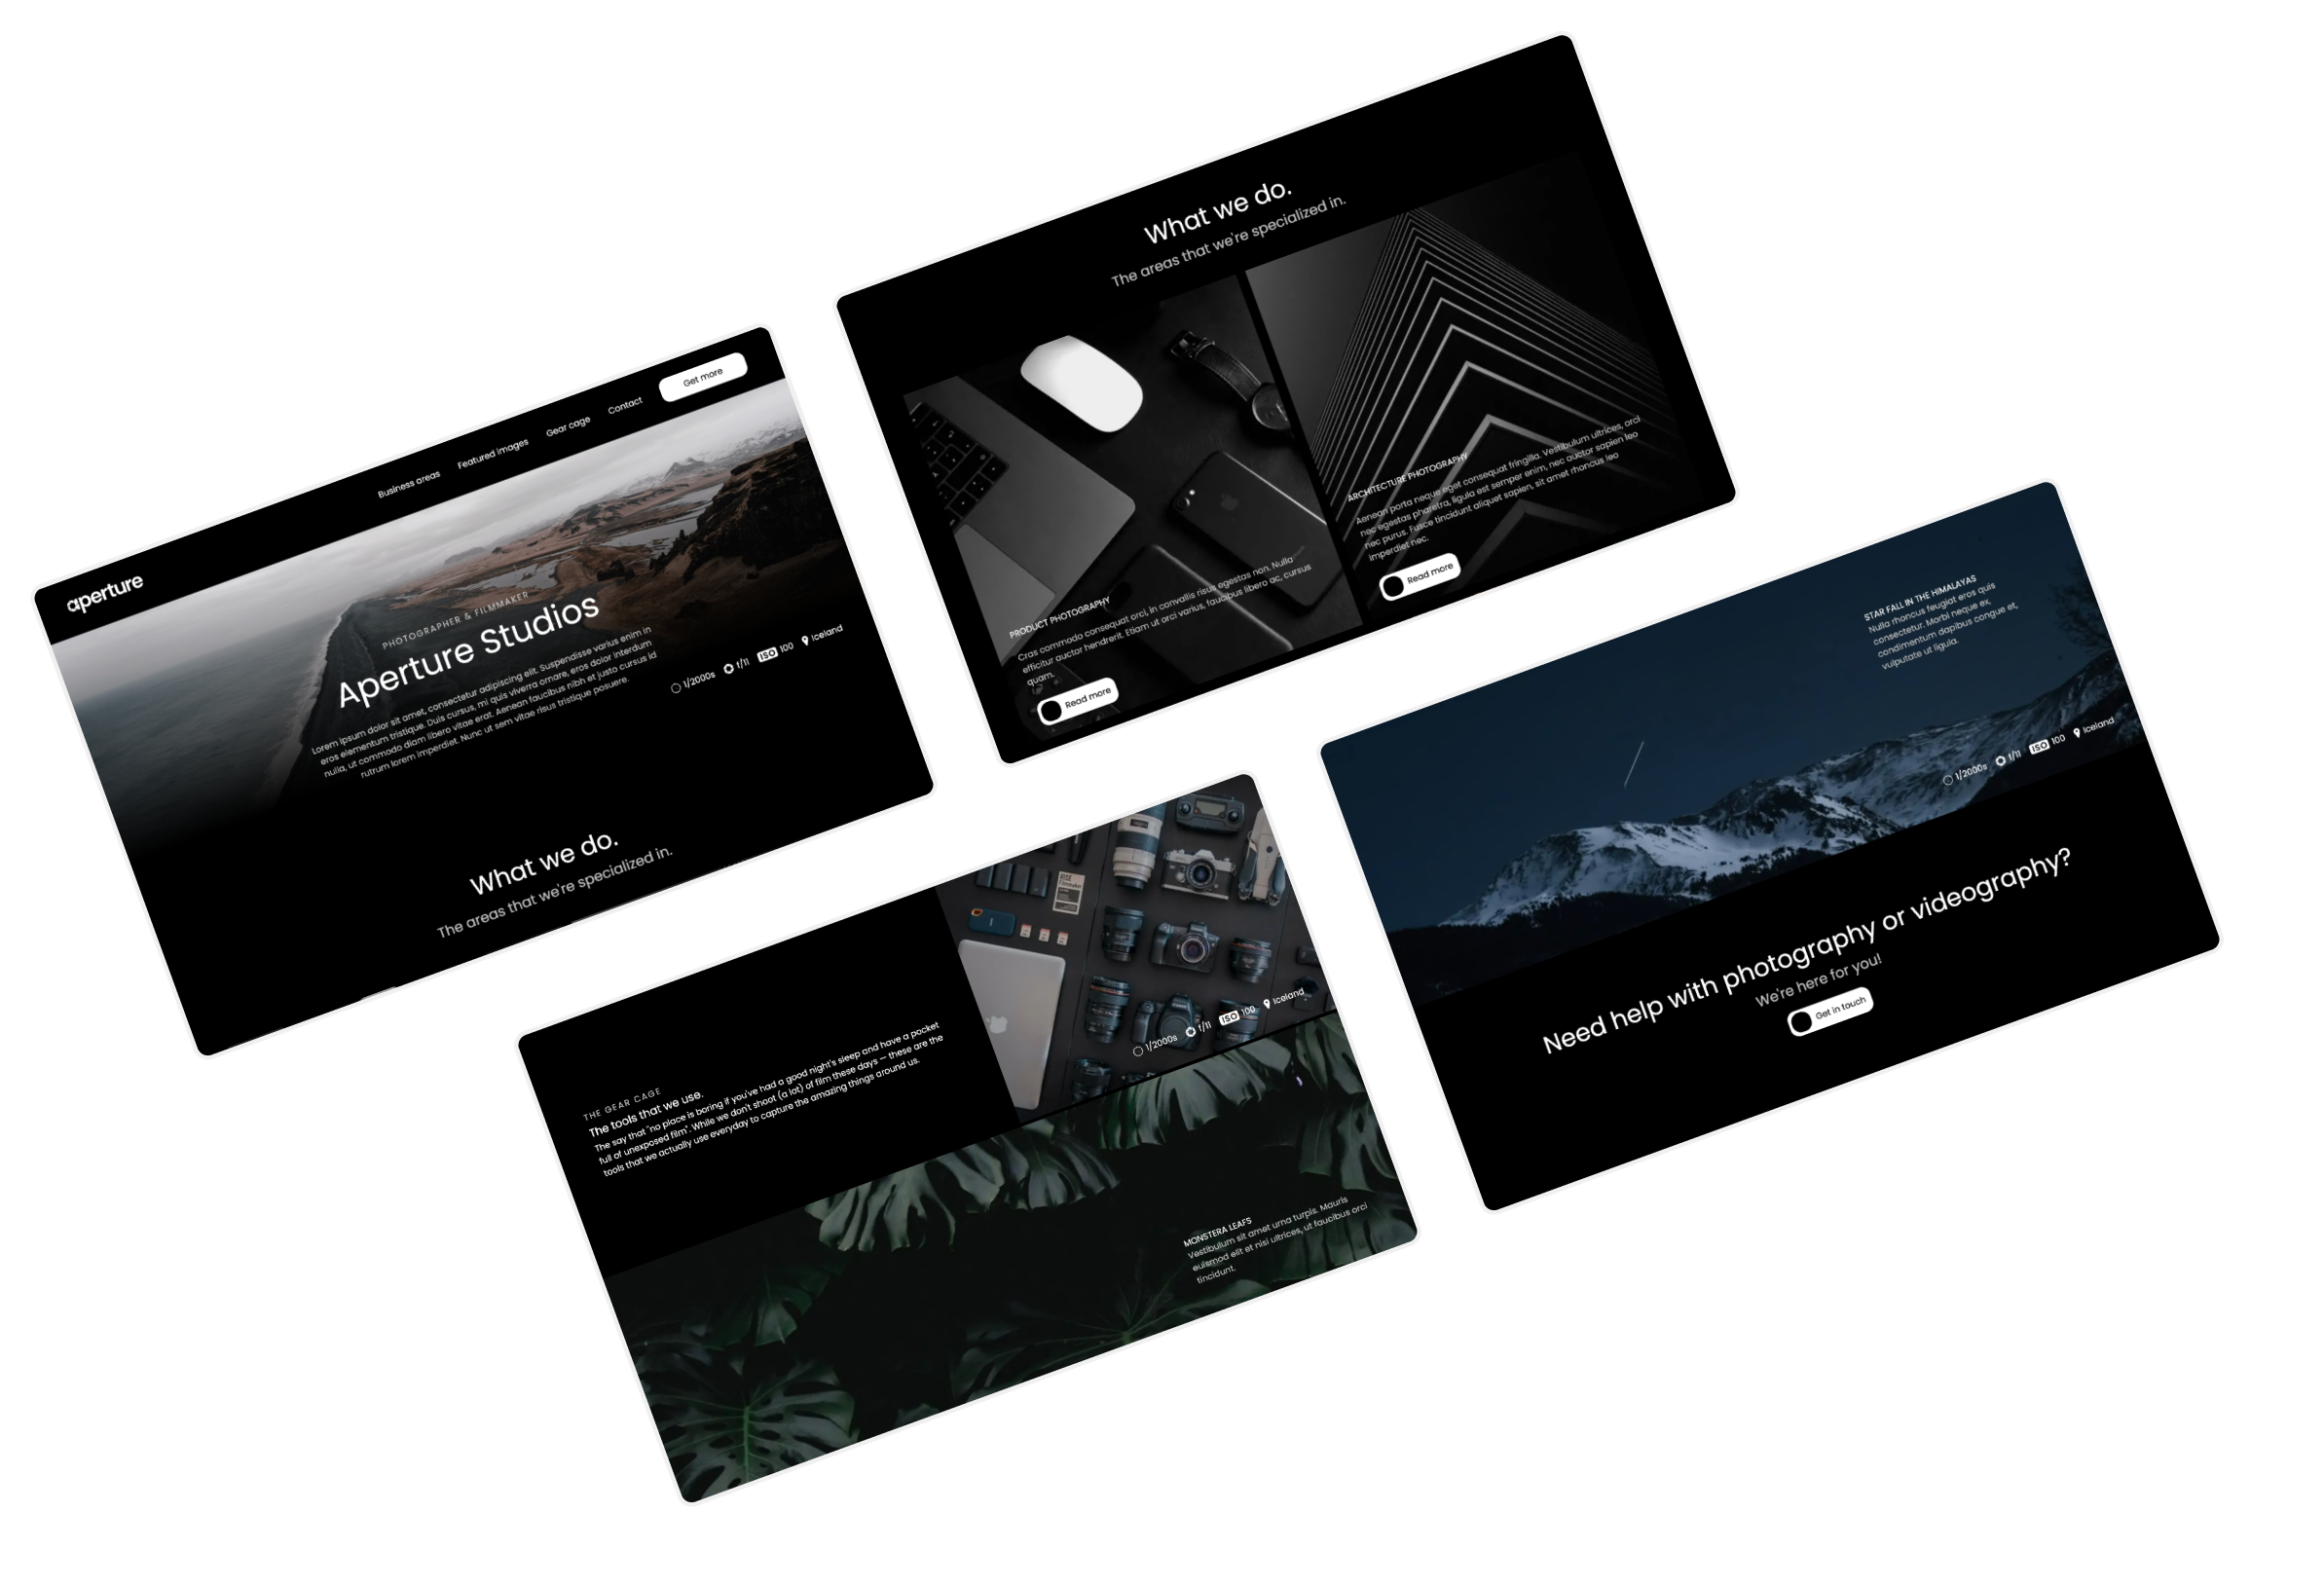 aperture
Business areas
Featured images
Gear cage
Contact
Get more
PHOTOGRAPHER & FILMMAKER
Aperture Studios
Lorem ipsum dolor sit amet, consectetur adipiscing elit. Suspendisse varius enim in
eros elementum tristique. Duis cursus, mi quis viverra ornare, eros dolor interdum
nulla, ut commodo diam libero vitae erat. Aenean faucibus nibh et justo cursus id
rutrum lorem imperdiet. Nunc ut sem vitae risus tristique posuere.
1/2000s f/11 ISO 100 Iceland
What we do.
The areas that we're specialized in.
What we do.
The areas that we're specialized in.
PRODUCT PHOTOGRAPHY
Cras commodo consequat orci, in convallis risus egestas non. Nulla
efficitur auctor hendrerit. Etiam ut orci varius, faucibus libero ac, cursus
quam.
Read more
ARCHITECTURE PHOTOGRAPHY
Aenean porta neque eget consequat fringilla. Vestibulum ultrices, orci
nec egestas pharetra, ligula est semper enim, nec auctor sapien leo
nec purus. Fusce tincidunt aliquet sapien, sit amet rhoncus leo
imperdiet nec.
Read more
THE GEAR CAGE
The tools that we use.
The say that "no place is boring if you've had a good night's sleep and have a pocket
full of unexposed film". While we don't shoot (a lot) of film these days — these are the
tools that we actually use everyday to capture the amazing things around us.
1/2000s f/11 ISO 100 Iceland
MONSTERA LEAFS
Vestibulum sit amet urna turpis. Mauris
euismod elit et nisi ultrices, ut faucibus orci
tincidunt.
STAR FALL IN THE HIMALAYAS
Nulla rhoncus feugiat eros quis
consectetur. Morbi neque ex,
condimentum dapibus congue et,
vulputate ut ligula.
1/2000s f/11 ISO 100 Iceland
Need help with photography or videography?
We're here for you!
Get in touch